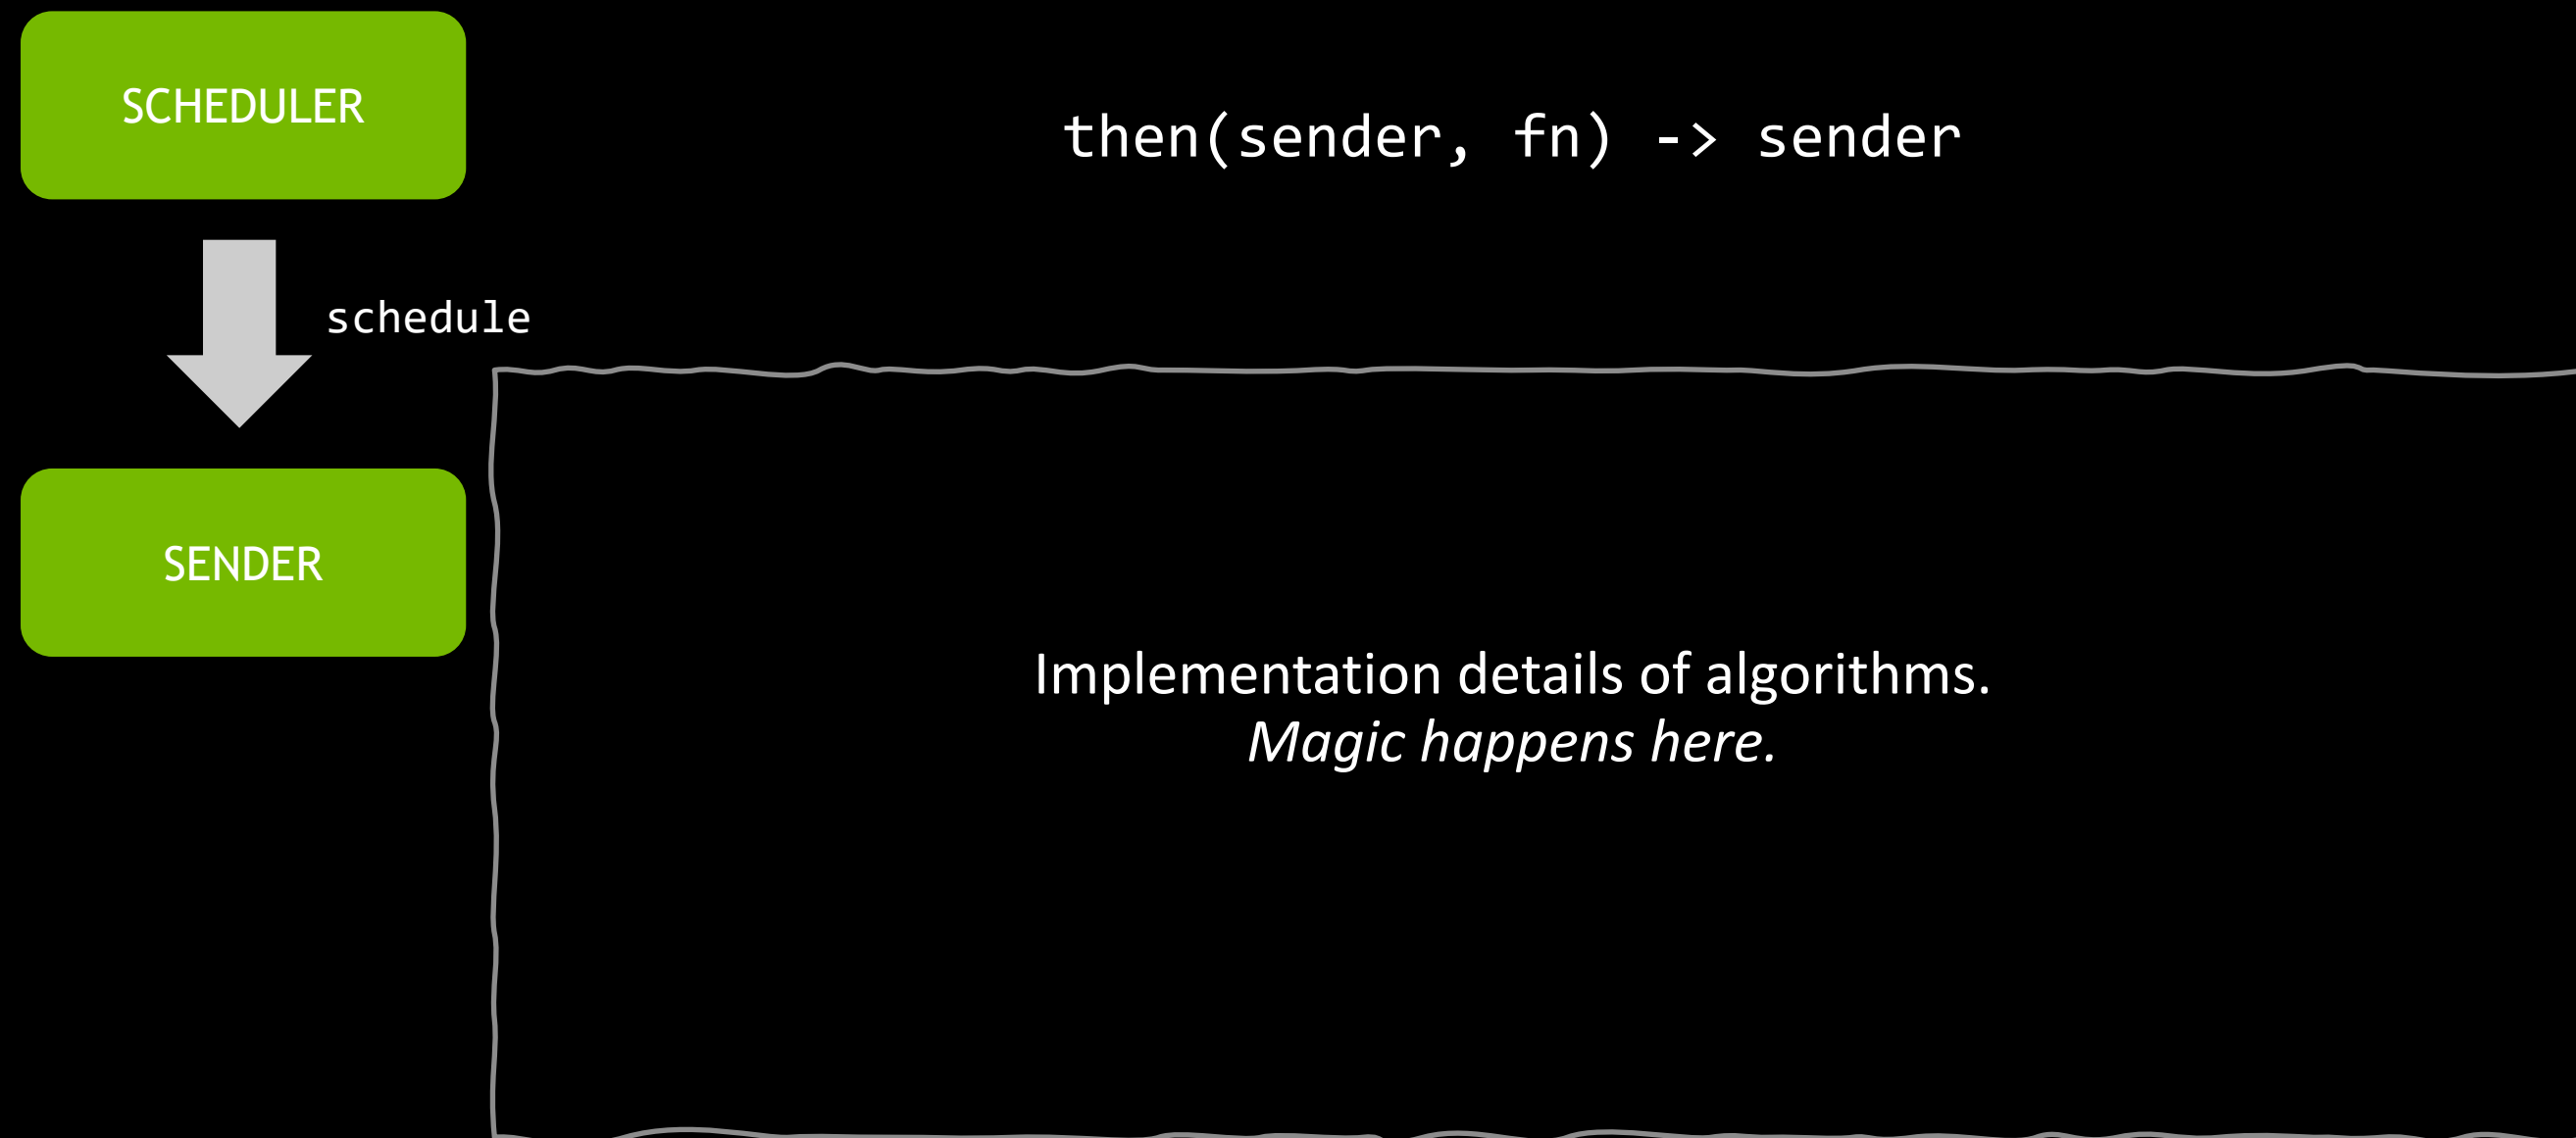 SCHEDULER
then(sender, fn) -> sender
schedule
SENDER
Implementation details of algorithms.
Magic happens here.